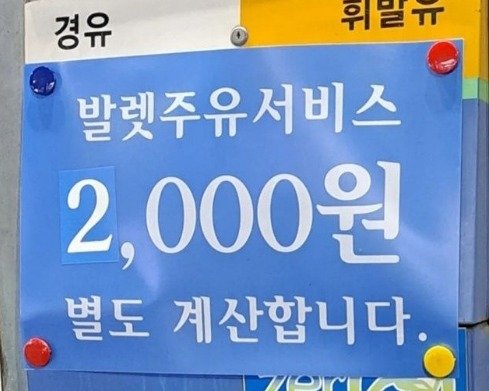 경유 휘발유
발렛주유서비스
2,000원
별도 계산합니다.